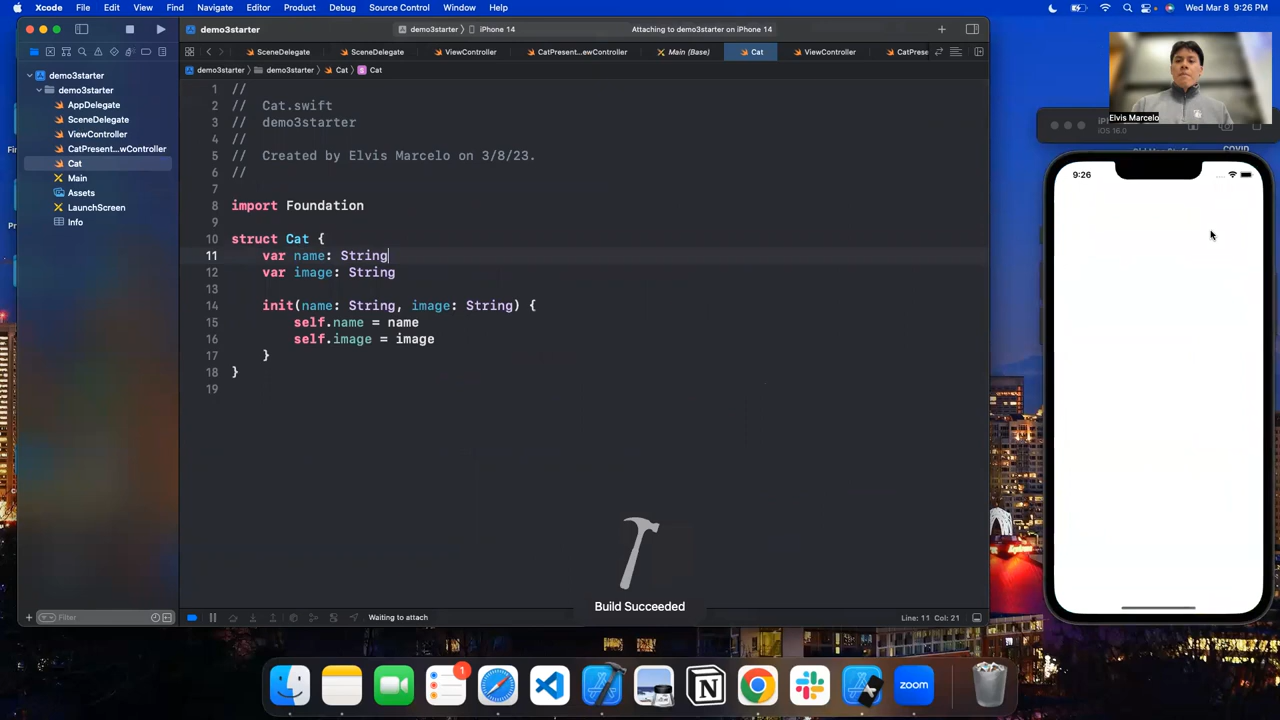 Xcode File Edit View Find Navigate Editor Product Debug Source Control Window Help
Wed Mar 8 9:26 PM
demo3starter
demo3starter 〉 iPhone 14
Attaching to demo3starter on iPhone 14
SceneDelegate
SceneDelegate
ViewController
CatPresent...ewController
Main (Base)
Cat
ViewController
CatPrese
demo3starter 〉 demo3starter 〉 Cat 〉 Cat
demo3starter
demo3starter
AppDelegate
SceneDelegate
ViewController
CatPresent...wController
Cat
Main
Assets
LaunchScreen
Info
1 //
2 // Cat.swift
3 // demo3starter
4 //
5 // Created by Elvis Marcelo on 3/8/23.
6 //
7
8 import Foundation
9
10 struct Cat {
11 var name: String
12 var image: String
13
14 init(name: String, image: String) {
15 self.name = name
16 self.image = image
17 }
18 }
19
Build Succeeded
Filter
Waiting to attach
Line: 11 Col: 21
Elvis Marcelo
iOS 16.0
COVID
9:26
1
zoom